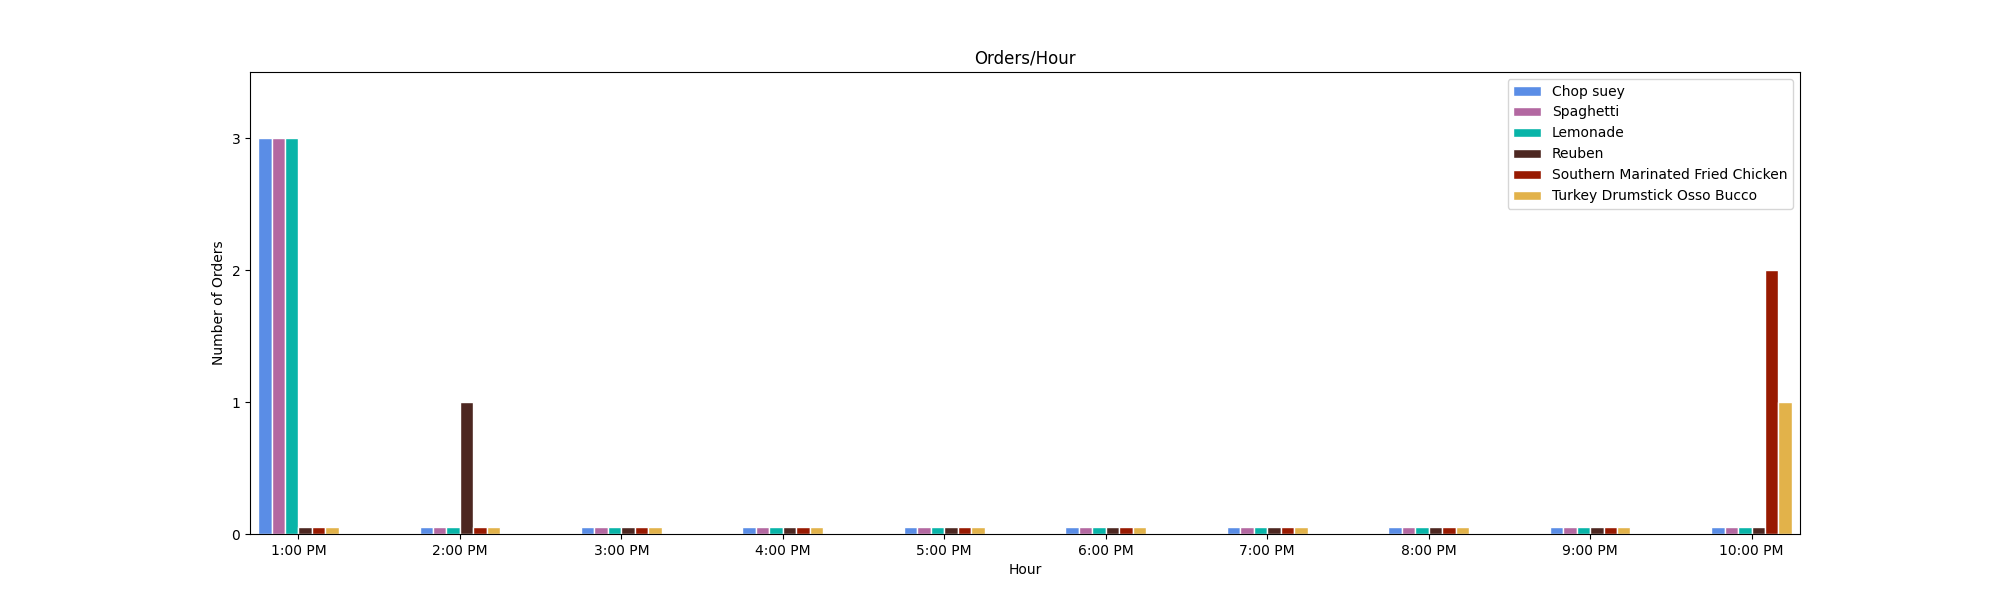 Orders/Hour
Chop suey
Spaghetti
Lemonade
Reuben
Southern Marinated Fried Chicken
Turkey Drumstick Osso Bucco
Number of Orders
3
2
1
0
1:00 PM 2:00 PM 3:00 PM 4:00 PM 5:00 PM 6:00 PM 7:00 PM 8:00 PM 9:00 PM 10:00 PM
Hour